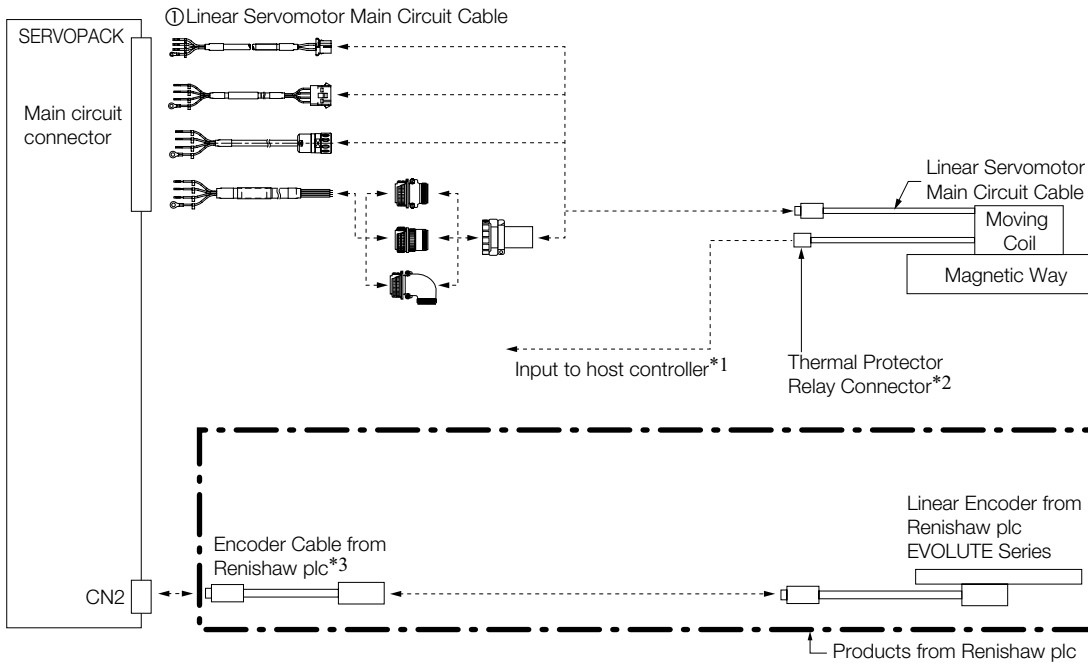 ①Linear Servomotor Main Circuit Cable
SERVOPACK
Main circuit
connector
Linear Servomotor
Main Circuit Cable
Moving
Coil
Magnetic Way
Input to host controller*1
Thermal Protector
Relay Connector*2
Linear Encoder from
Renishaw plc
EVOLUTE Series
Encoder Cable from
Renishaw plc*3
CN2
Products from Renishaw plc